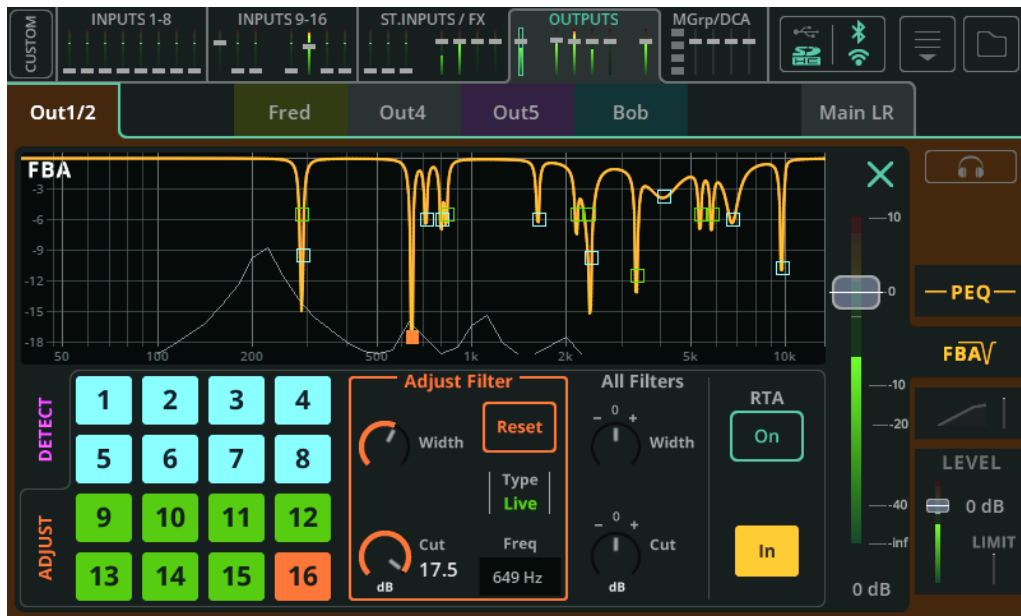 CUSTOM
INPUTS 1-8
INPUTS 9-16
ST.INPUTS / FX
OUTPUTS
MGrp/DCA
Out1/2
Fred
Out4
Out5
Bob
Main LR
FBA
-3
-6
-9
-12
-15
-18
50
100
200
500
1k
2k
5k
10k
10
0
-10
-20
-40
-inf
0 dB
PEQ
FBA
LEVEL
0 dB
LIMIT
DETECT
ADJUST
1
2
3
4
5
6
7
8
9
10
11
12
13
14
15
16
Adjust Filter
Width
Reset
Type
Live
Cut
17.5
dB
Freq
649 Hz
All Filters
- 0 +
Width
- 0 +
Cut
dB
RTA
On
In